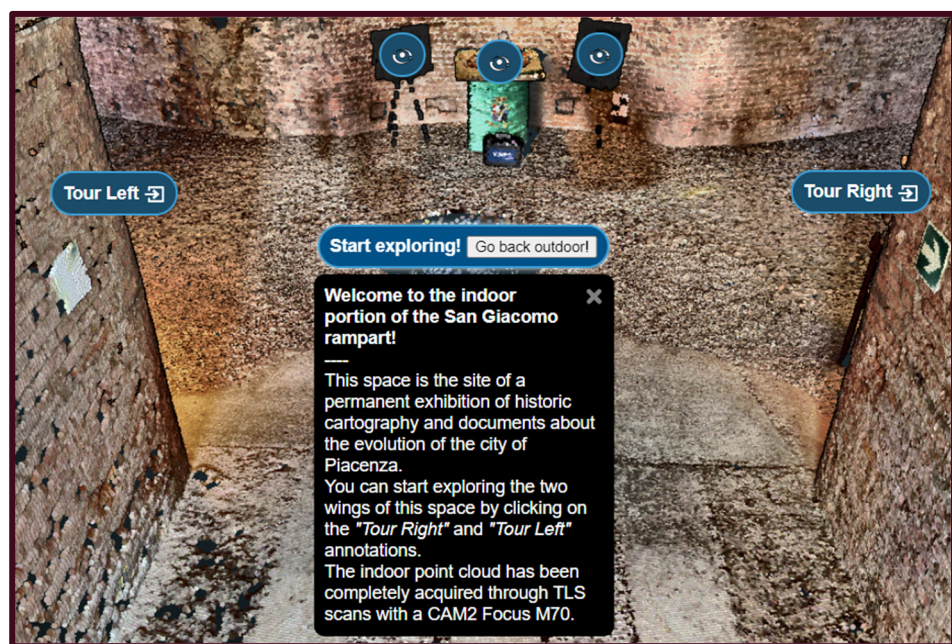 Tour Left
Tour Right
Start exploring! Go back outdoor!
Welcome to the indoor
portion of the San Giacomo
rampart!
----
This space is the site of a
permanent exhibition of historic
cartography and documents about
the evolution of the city of
Piacenza.
You can start exploring the two
wings of this space by clicking on
the "Tour Right" and "Tour Left"
annotations.
The indoor point cloud has been
completely acquired through TLS
scans with a CAM2 Focus M70.